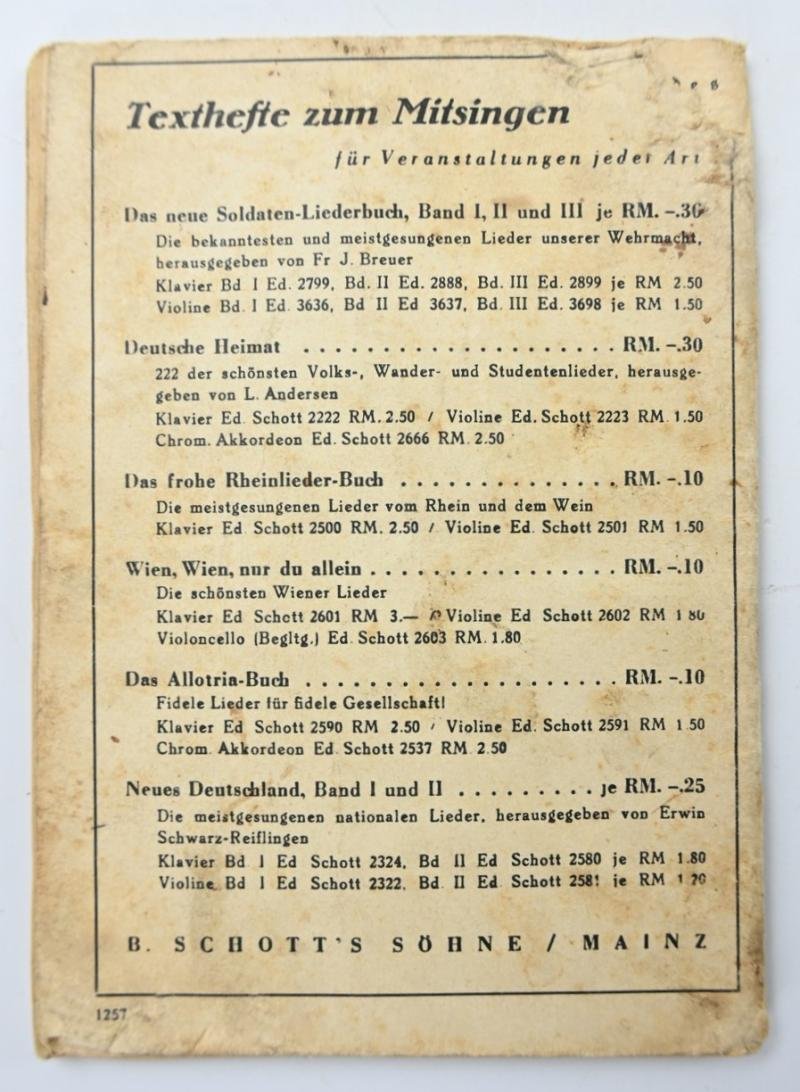 Texthefte zum Mitsingen
für Veranstaltungen jeder Art
Das neue Soldaten-Liederbuch, Band I, II und III je RM. -.30
Die bekanntesten und meistgesungenen Lieder unserer Wehrmacht,
herausgegeben von Fr J. Breuer
Klavier Bd I Ed. 2799, Bd. II Ed. 2888, Bd. III Ed. 2899 je RM 2.50
Violine Bd. I Ed. 3636, Bd II Ed 3637, Bd. III Ed. 3698 je RM 1.50
Deutsche Heimat . . . . . . . . . . . . . . . . . . . . RM. -.30
222 der schönsten Volks-, Wander- und Studentenlieder, herausge-
geben von L. Andersen
Klavier Ed Schott 2222 RM. 2.50 / Violine Ed. Schott 2223 RM 1.50
Chrom. Akkordeon Ed. Schott 2666 RM 2.50
Das frohe Rheinlieder-Buch . . . . . . . . . . . . . . RM. -.10
Die meistgesungenen Lieder vom Rhein und dem Wein
Klavier Ed Schott 2500 RM. 2.50 / Violine Ed. Schott 2501 RM 1.50
Wien, Wien, nur du allein . . . . . . . . . . . . . . . . RM. -.10
Die schönsten Wiener Lieder
Klavier Ed Schott 2601 RM 3.— / Violine Ed Schott 2602 RM 1 80
Violoncello (Begltg.) Ed. Schott 2603 RM. 1.80
Das Allotria-Buch . . . . . . . . . . . . . . . . . . . . RM. -.10
Fidele Lieder für fidele Gesellschaft!
Klavier Ed Schott 2590 RM 2.50 / Violine Ed. Schott 2591 RM 1 50
Chrom. Akkordeon Ed Schott 2537 RM 2 50
Neues Deutschland, Band I und II . . . . . . . . . je RM. -.25
Die meistgesungenen nationalen Lieder, herausgegeben von Erwin
Schwarz-Reiflingen
Klavier Bd I Ed Schott 2324, Bd II Ed Schott 2580 je RM 1.80
Violine Bd I Ed Schott 2322, Bd II Ed Schott 2581 je RM
B. SCHOTT'S SÖHNE / MAINZ
1257